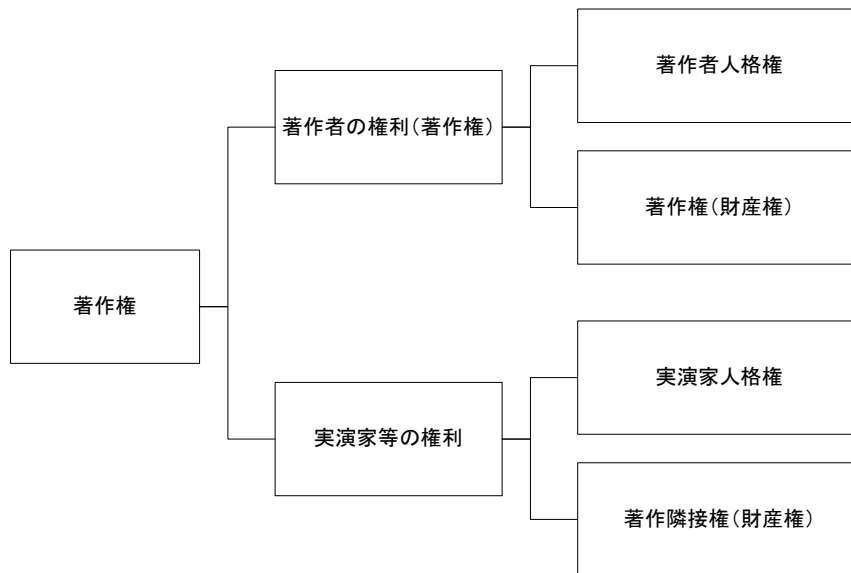 著作者人格権
著作者の権利(著作権)
著作権(財産権)
著作権
実演家人格権
実演家等の権利
著作隣接権(財産権)